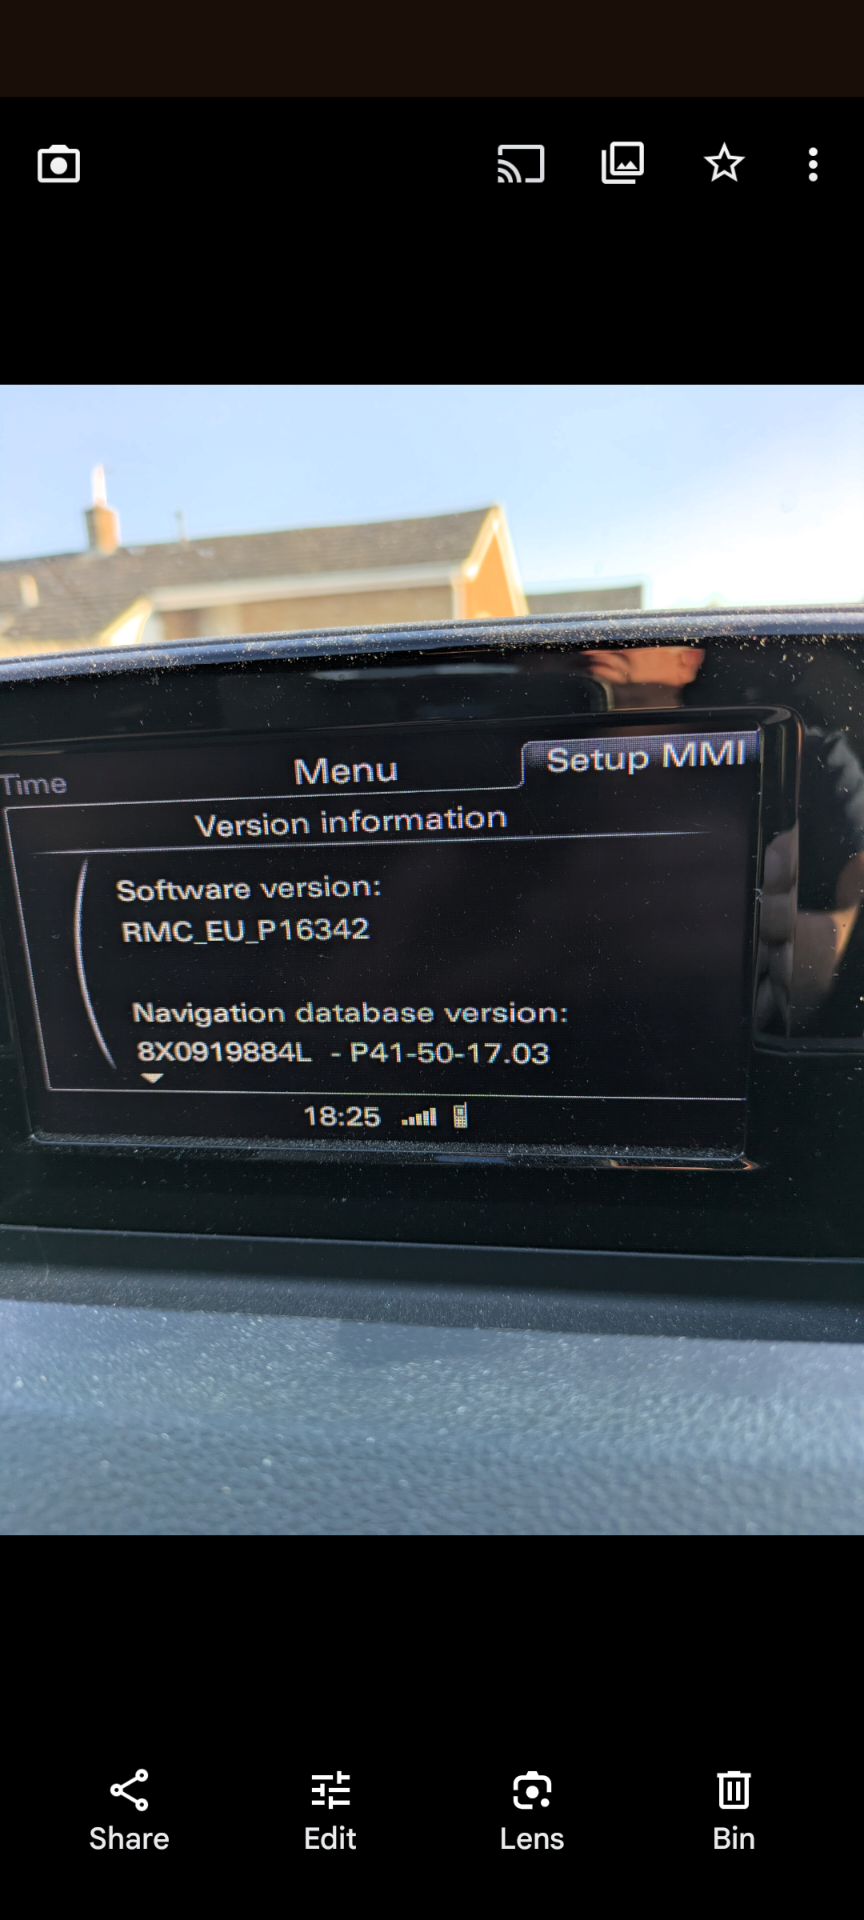 Time
Menu
Setup MMI
Version information
Software version:
RMC_EU_P16342
Navigation database version:
8X0919884L - P41-50-17.03
18:25
Share
Edit
Lens
Bin